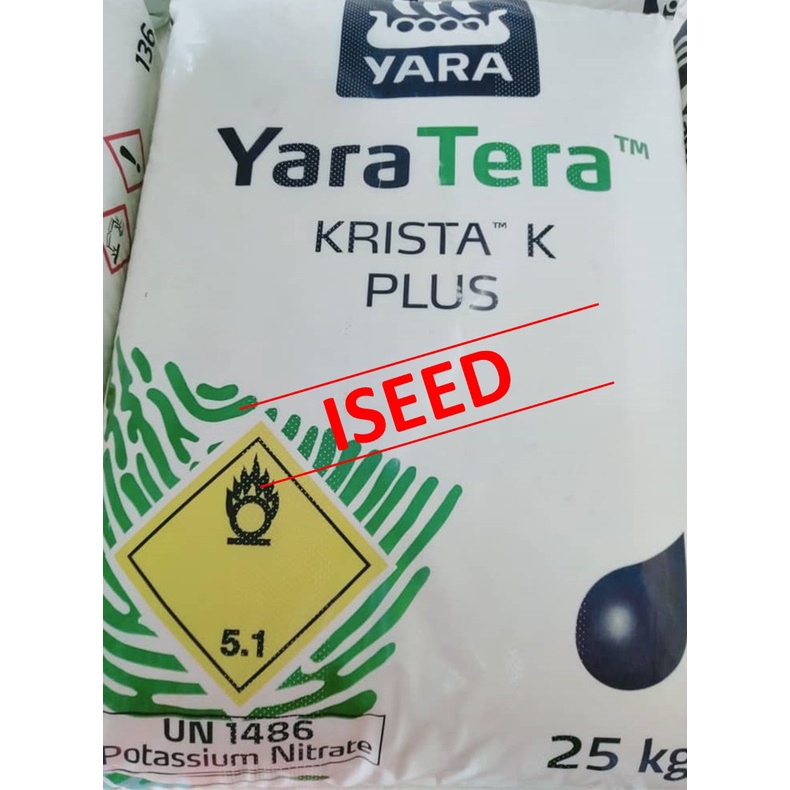 136
YARA
YaraTera™
KRISTA™ K
PLUS
ISEED
5.1
UN 1486
Potassium Nitrate
25 kg